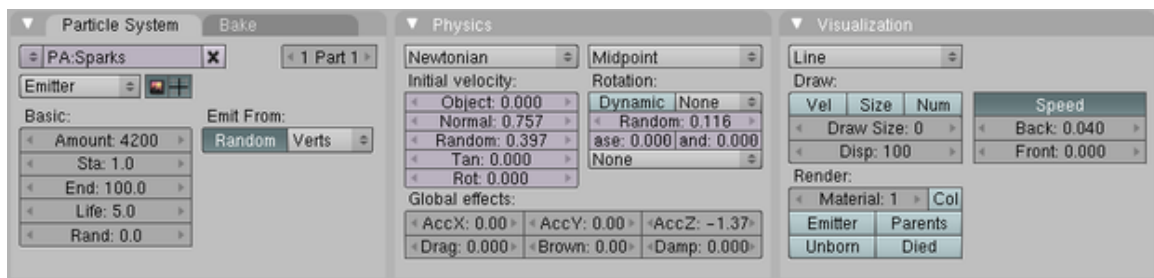 Particle System Bake
PA:Sparks 1 Part 1
Emitter
Basic: Emit From:
Amount: 4200 Random Verts
Sta: 1.0
End: 100.0
Life: 5.0
Rand: 0.0
Physics
Newtonian Midpoint
Initial velocity: Rotation:
Object: 0.000 Dynamic None
Normal: 0.757 Random: 0.116
Random: 0.397 ase: 0.000 and: 0.000
Tan: 0.000 None
Rot: 0.000
Global effects:
AccX: 0.00 AccY: 0.00 AccZ: -1.37
Drag: 0.000 Brown: 0.00 Damp: 0.000
Visualization
Line
Draw:
Vel Size Num Speed
Draw Size: 0 Back: 0.040
Disp: 100 Front: 0.000
Render:
Material: 1 Col
Emitter Parents
Unborn Died